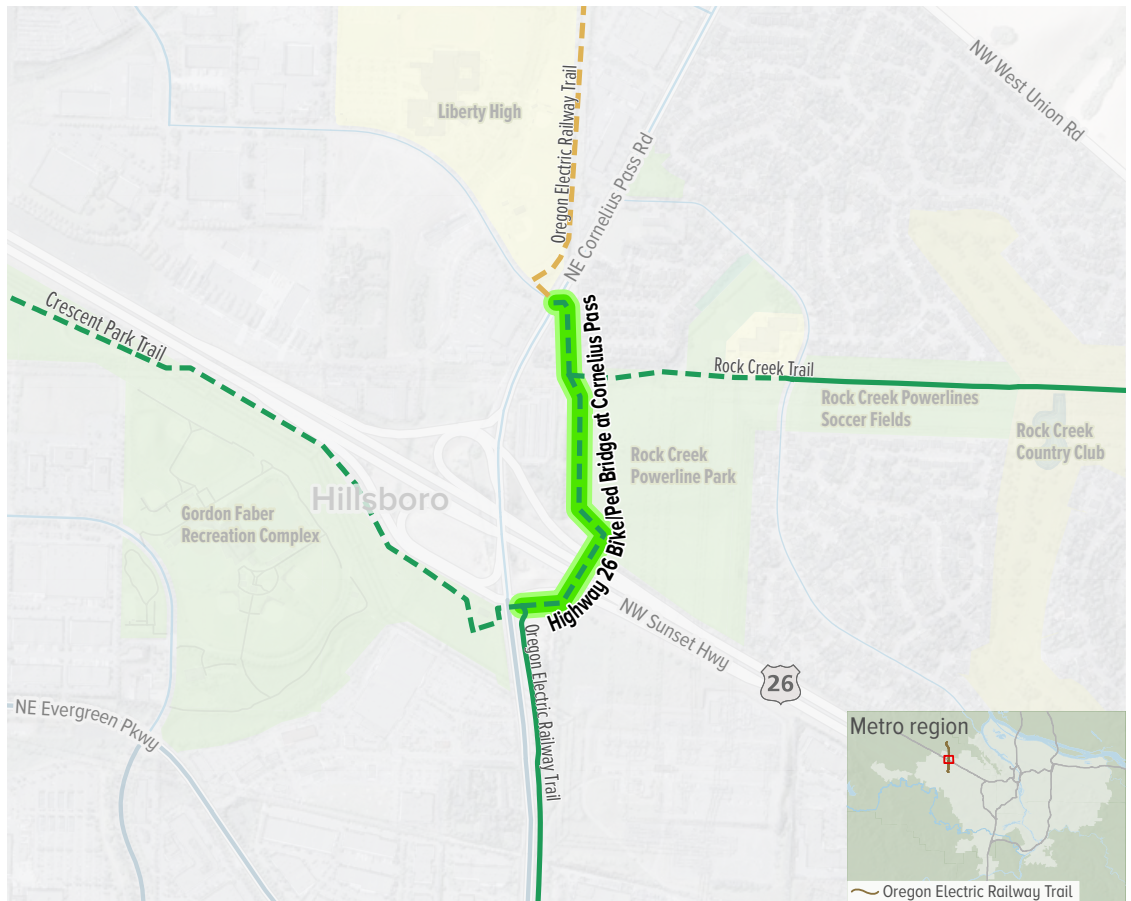 NW West Union Rd
Liberty High
Oregon Electric Railway Trail
NE Cornelius Pass Rd
Crescent Park Trail
Highway 26 Bike/Ped Bridge at Cornelius Pass
Rock Creek Trail
Rock Creek Powerlines
Soccer Fields
Rock Creek
Country Club
Rock Creek
Powerline Park
Hillsboro
Gordon Faber
Recreation Complex
NW Sunset Hwy
26
Oregon Electric Railway Trail
NE Evergreen Pkwy
Metro region
Oregon Electric Railway Trail